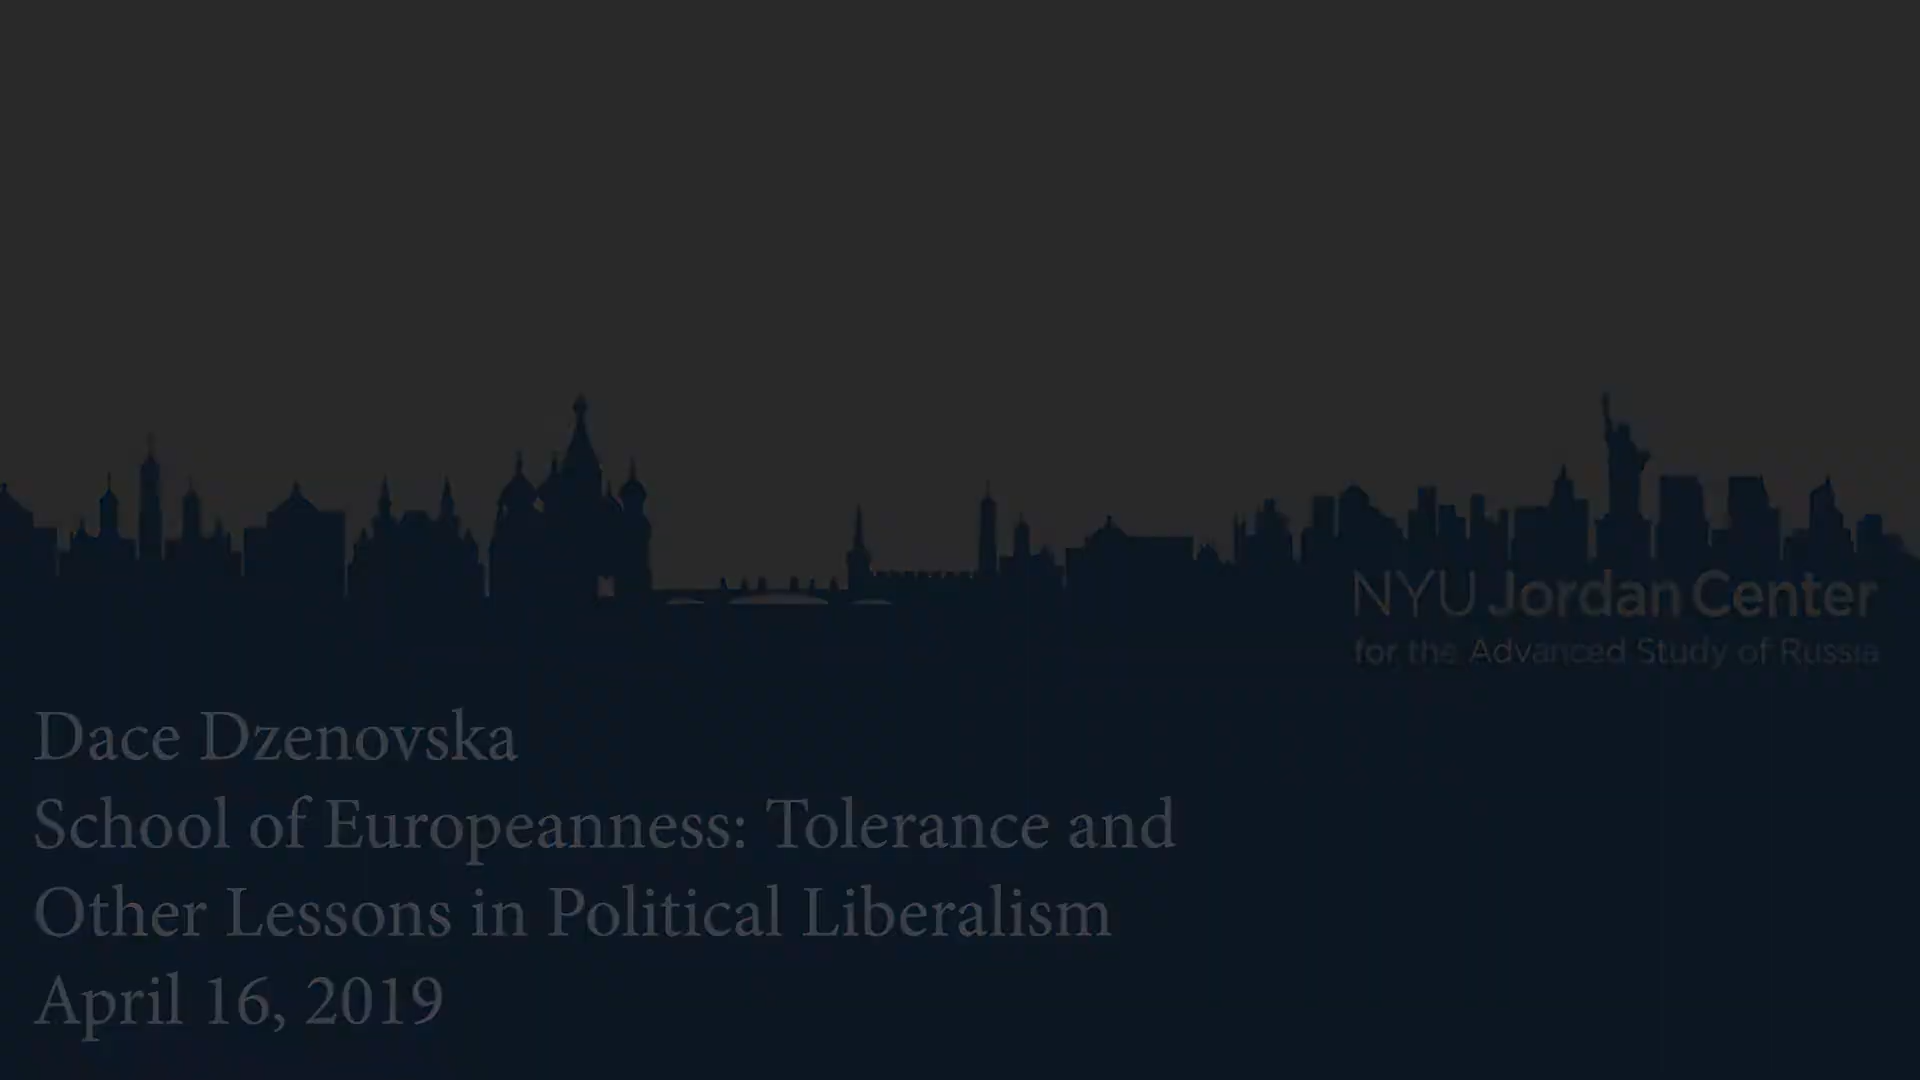 NYU Jordan Center
for the Advanced Study of Russia
Dace Dzenovska
School of Europeanness: Tolerance and
Other Lessons in Political Liberalism
April 16, 2019